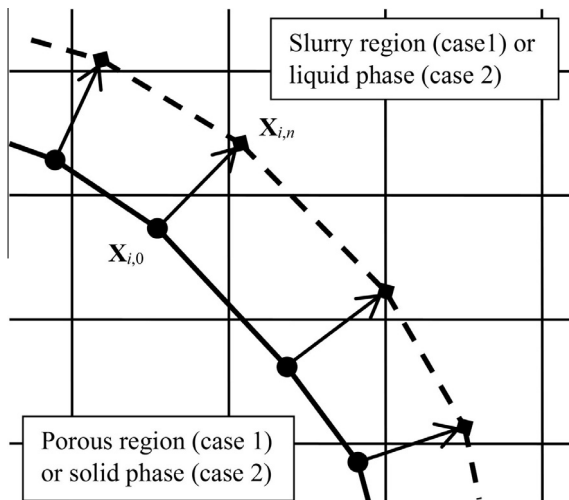 Slurry region (case1) or
liquid phase (case 2)
X_{i,n}
X_{i,0}
Porous region (case 1)
or solid phase (case 2)